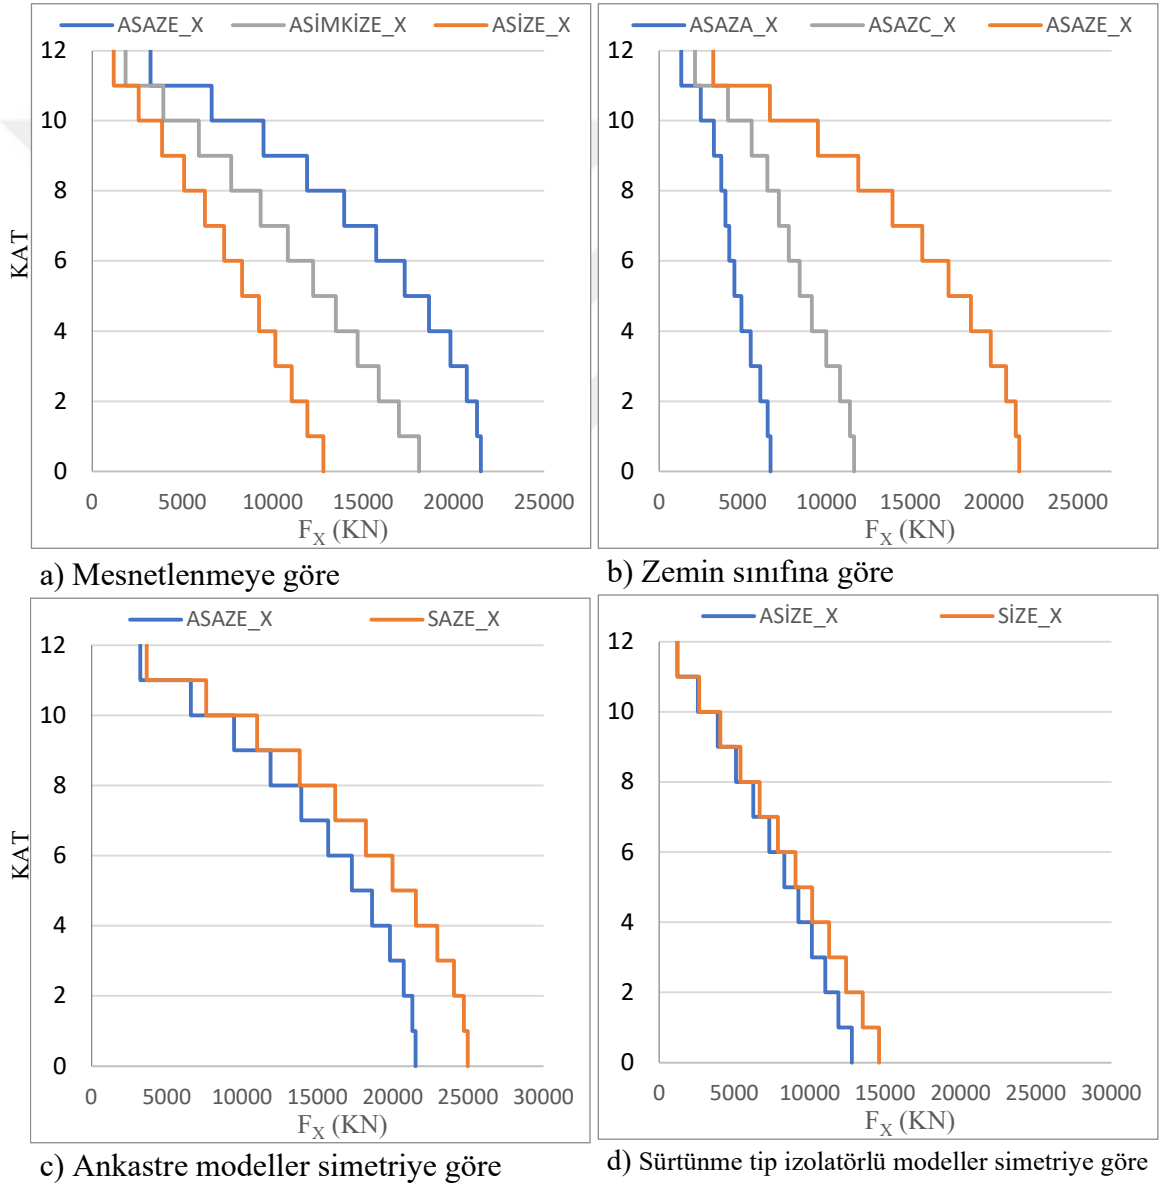 ASAZE_X ASİMKİZE_X ASİZE_X
12
10
8
6
4
2
0
KAT
0 5000 10000 15000 20000 25000
FX (KN)
a) Mesnetlenmeye göre
ASAZA_X ASAZC_X ASAZE_X
12
10
8
6
4
2
0
0 5000 10000 15000 20000 25000
FX (KN)
b) Zemin sınıfına göre
ASAZE_X SAZE_X
12
10
8
6
4
2
0
KAT
0 5000 10000 15000 20000 25000 30000
FX (KN)
c) Ankastre modeller simetriye göre
ASİZE_X SİZE_X
12
10
8
6
4
2
0
0 5000 10000 15000 20000 25000 30000
FX (KN)
d) Sürtünme tip izolatörlü modeller simetriye göre